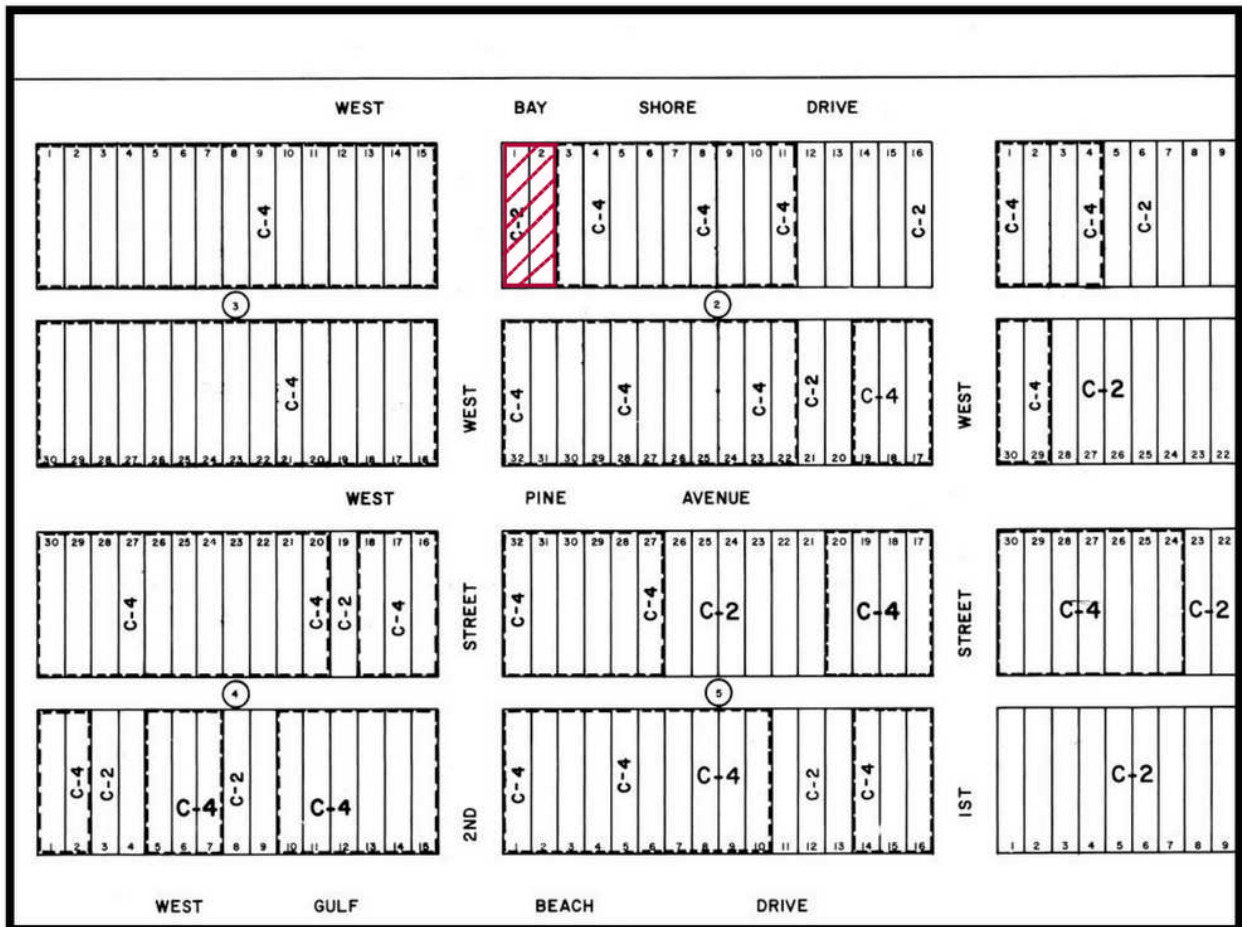 WEST BAY SHORE DRIVE
1 2 3 4 5 6 7 8 9 10 11 12 13 14 15
1 2 3 4 5 6 7 8 9 10 11 12 13 14 15 16
1 2 3 4 5 6 7 8 9
C-4
C-2 C-4 C-4 C-4 C-2
C-4 C-4 C-2
3
2
C-4
C-4 C-4 C-4 C-2 C-4
C-4 C-2
WEST
WEST
30 29 28 27 26 25 24 23 22 21 20 19 18 17 16
32 31 30 29 28 27 26 25 24 23 22 21 20 19 18 17
30 29 28 27 26 25 24 23 22
WEST PINE AVENUE
30 29 28 27 26 25 24 23 22 21 20 19 18 17 16
32 31 30 29 28 27 26 25 24 23 22 21 20 19 18 17
30 29 28 27 26 25 24 23 22
C-4 C-4 C-2 C-4
C-4 C-4 C-2 C-4
C-4 C-2
STREET
STREET
4
5
C-4 C-2 C-4 C-2 C-4
C-4 C-4 C-4 C-2 C-4
C-2
2ND
1ST
1 2 3 4 5 6 7 8 9 10 11 12 13 14 15
1 2 3 4 5 6 7 8 9 10 11 12 13 14 15 16
1 2 3 4 5 6 7 8 9
WEST GULF BEACH DRIVE